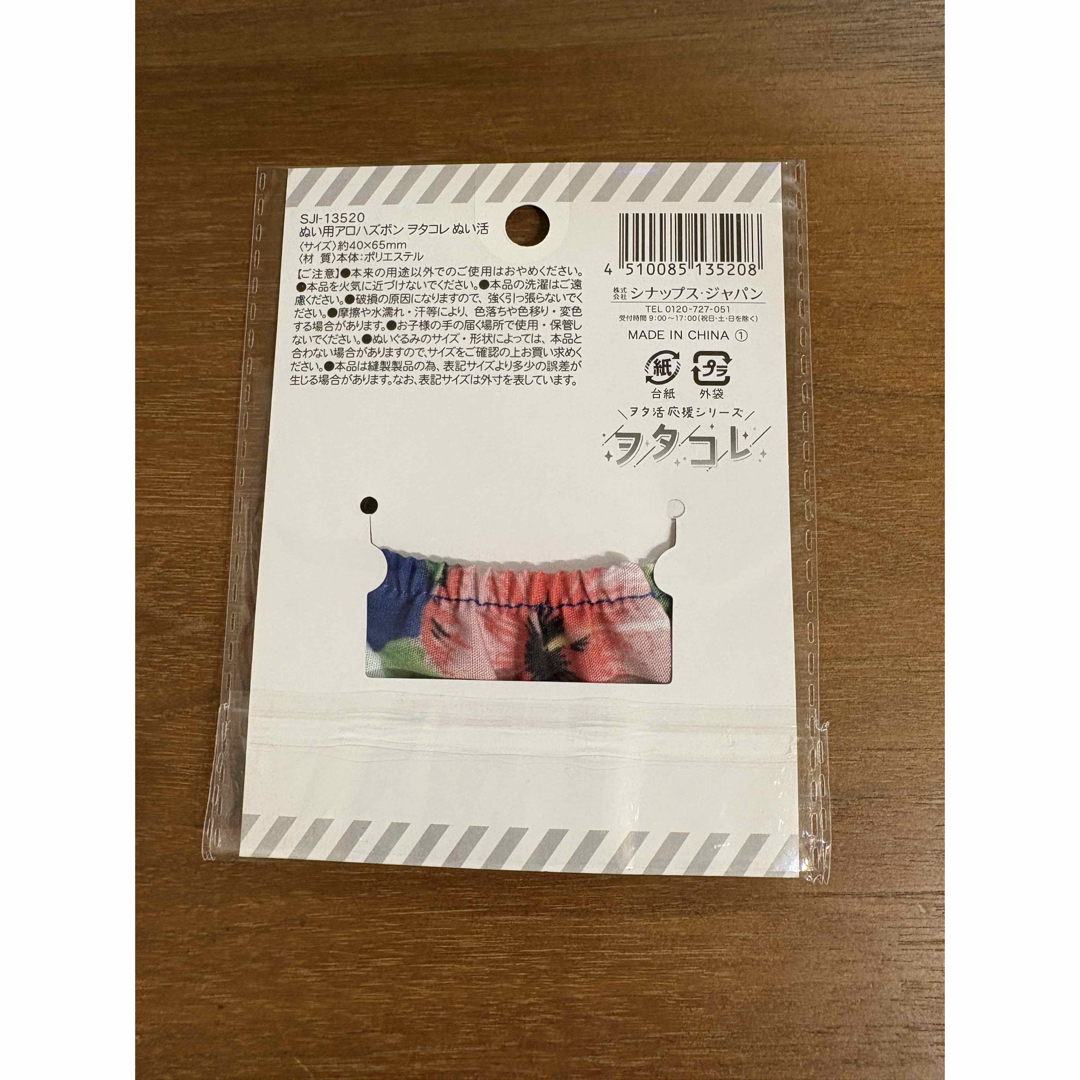 SJI-13520
ぬい用アロハズボン ヲタコレ ぬい活
〈サイズ〉約40×65mm
〈材 質〉本体:ポリエステル
【ご注意】●本来の用途以外でのご使用はおやめください。
●本品を火気に近づけないでください。●本品の洗濯はご遠
慮ください。●破損の原因になりますので、強く引っ張らないでく
ださい。●摩擦や水濡れ・汗等により、色落ちや色移り・変色
する場合があります。●お子様の手の届く場所で使用・保管し
ないでください。●ぬいぐるみのサイズ・形状によっては、本品と
合わない場合がありますので、サイズをご確認の上お買い求めく
ださい。●本品は縫製製品の為、表記サイズより多少の誤差が
生じる場合があります。なお、表記サイズは外寸を表しています。
4 510085 135208
株式会社 シナップス・ジャパン
TEL 0120-727-051
受付時間 9:00〜17:00(祝日・土・日を除く)
MADE IN CHINA ①
紙 プラ
台紙 外袋
\ヲタ活応援シリーズ/
ヲタコレ